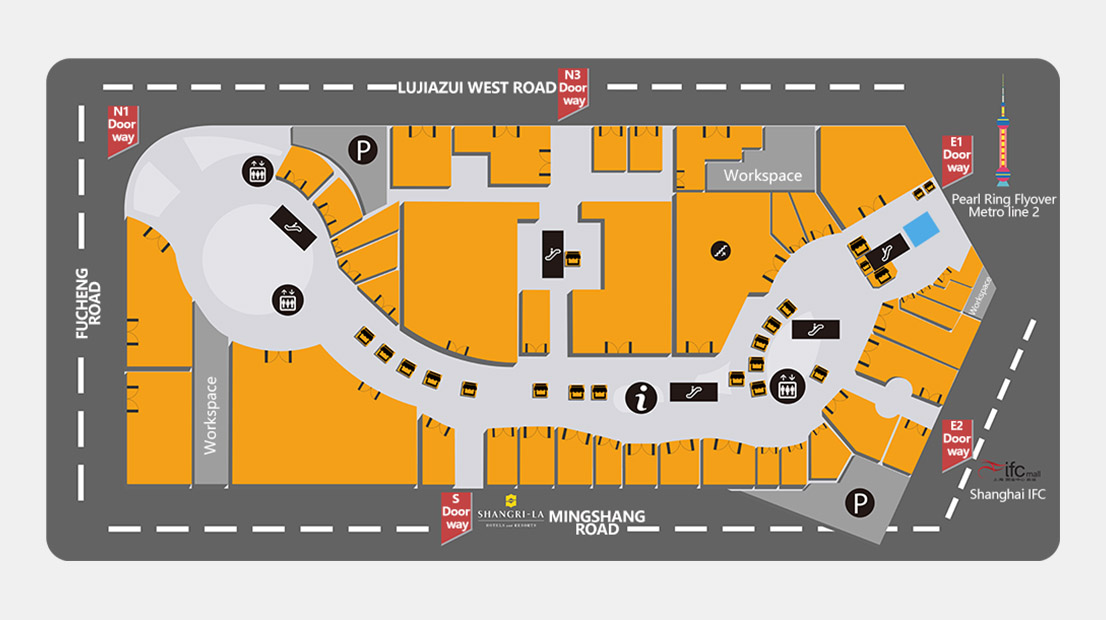 LUJIAZUI WEST ROAD
N3
Door
way
N1
Door
way
E1
Door
way
P
Workspace
Pearl Ring Flyover
Metro line 2
FUCHENG
ROAD
Workspace
Workspace
i
E2
Door
way
ifc mall
Shanghai IFC
P
S
Door
way
SHANGRI-LA
HOTELS and RESORTS
MINGSHANG
ROAD